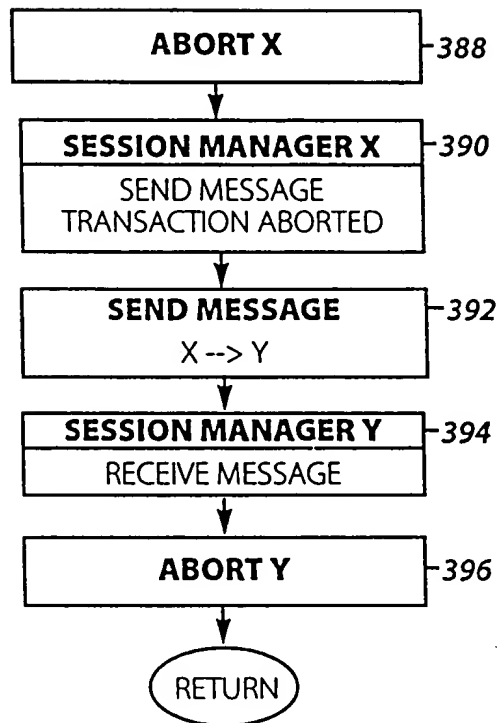 ABORT X
388
SESSION MANAGER X
390
SEND MESSAGE
TRANSACTION ABORTED
SEND MESSAGE
392
X --> Y
SESSION MANAGER Y
394
RECEIVE MESSAGE
ABORT Y
396
RETURN